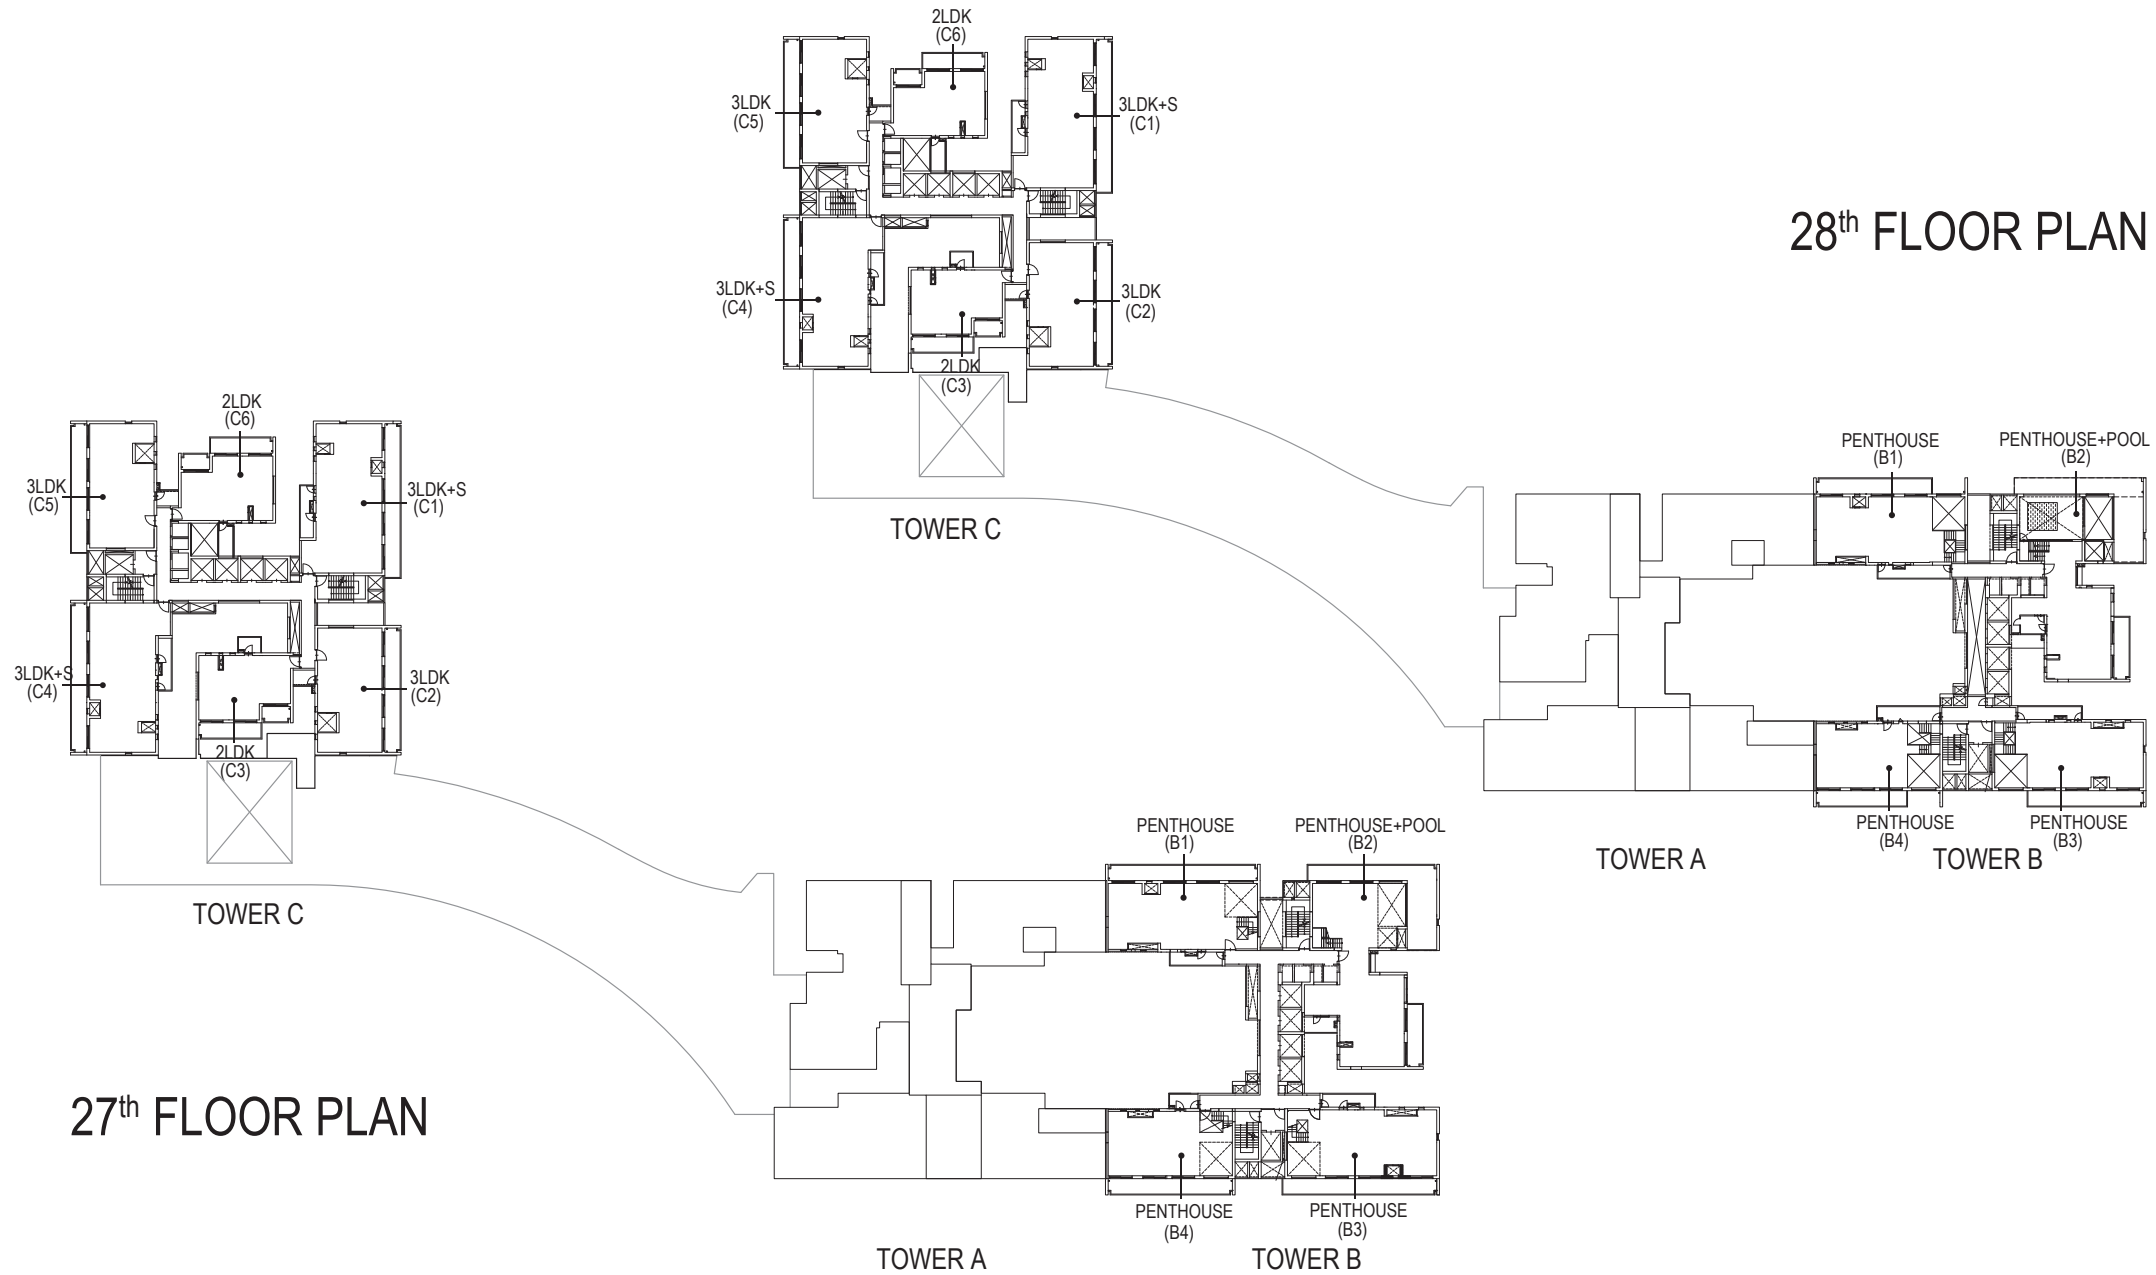 2LDK
(C6)
3LDK
(C5)
3LDK+S
(C1)
3LDK+S
(C4)
3LDK
(C2)
2LDK
(C3)
TOWER C
28th FLOOR PLAN
PENTHOUSE
(B1)
PENTHOUSE+POOL
(B2)
PENTHOUSE
(B4)
PENTHOUSE
(B3)
TOWER A
TOWER B
2LDK
(C6)
3LDK
(C5)
3LDK+S
(C1)
3LDK+S
(C4)
3LDK
(C2)
2LDK
(C3)
TOWER C
27th FLOOR PLAN
PENTHOUSE
(B1)
PENTHOUSE+POOL
(B2)
PENTHOUSE
(B4)
PENTHOUSE
(B3)
TOWER A
TOWER B